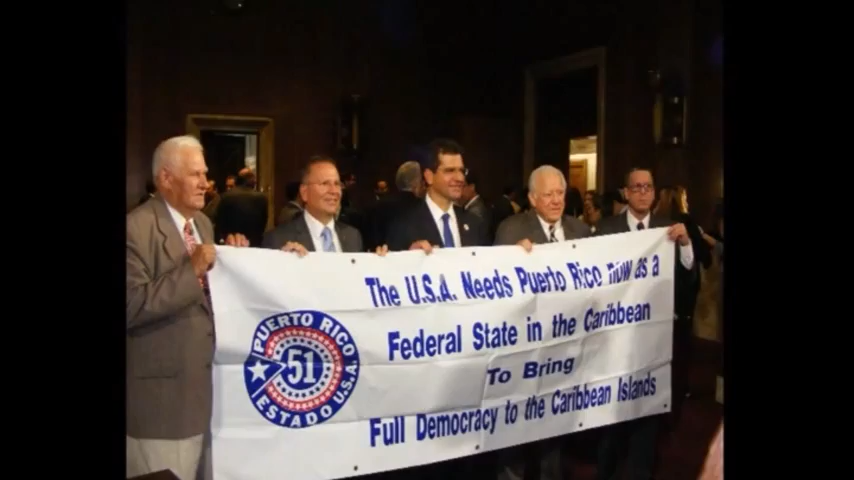 The U.S.A. Needs Puerto Rico now as a
Federal State in the Caribbean
To Bring
Full Democracy to the Caribbean Islands
PUERTO RICO
51
ESTADO U.S.A.